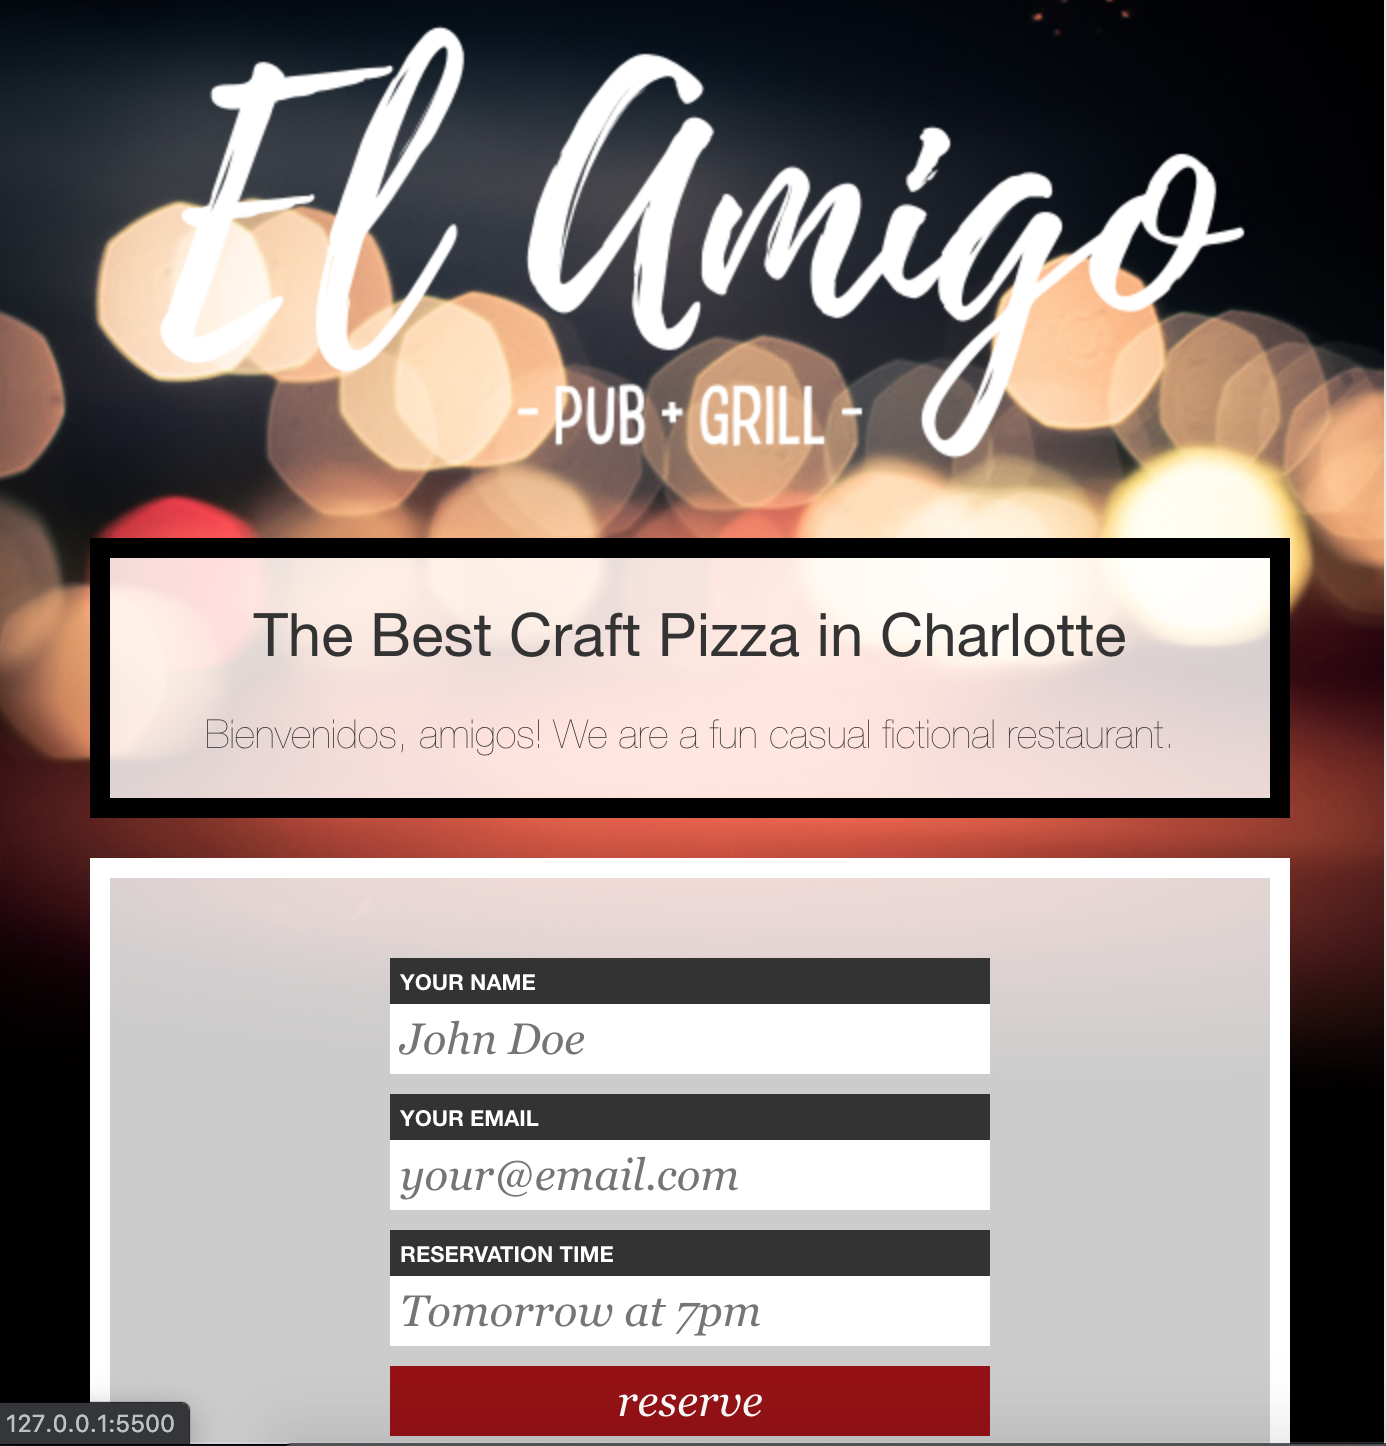 El Amigo
- PUB + GRILL -
The Best Craft Pizza in Charlotte
Bienvenidos, amigos! We are a fun casual fictional restaurant.
YOUR NAME
John Doe
YOUR EMAIL
your@email.com
RESERVATION TIME
Tomorrow at 7pm
reserve
127.0.0.1:5500